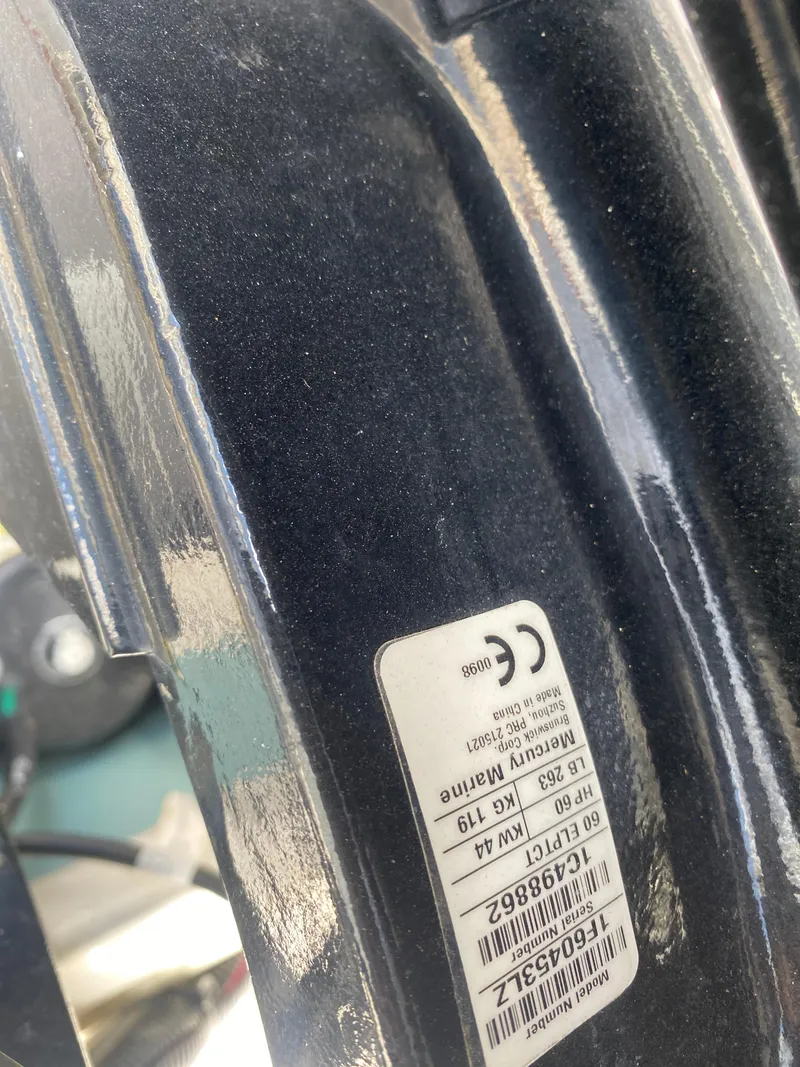 Model Number
1F60453LZ
Serial Number
1C498862
60 ELPTCT
HP 60 KW 44
LB 263 KG 119
Mercury Marine
Brunswick Corp.
Suzhou, PRC 215021
Made in China
CE 0098